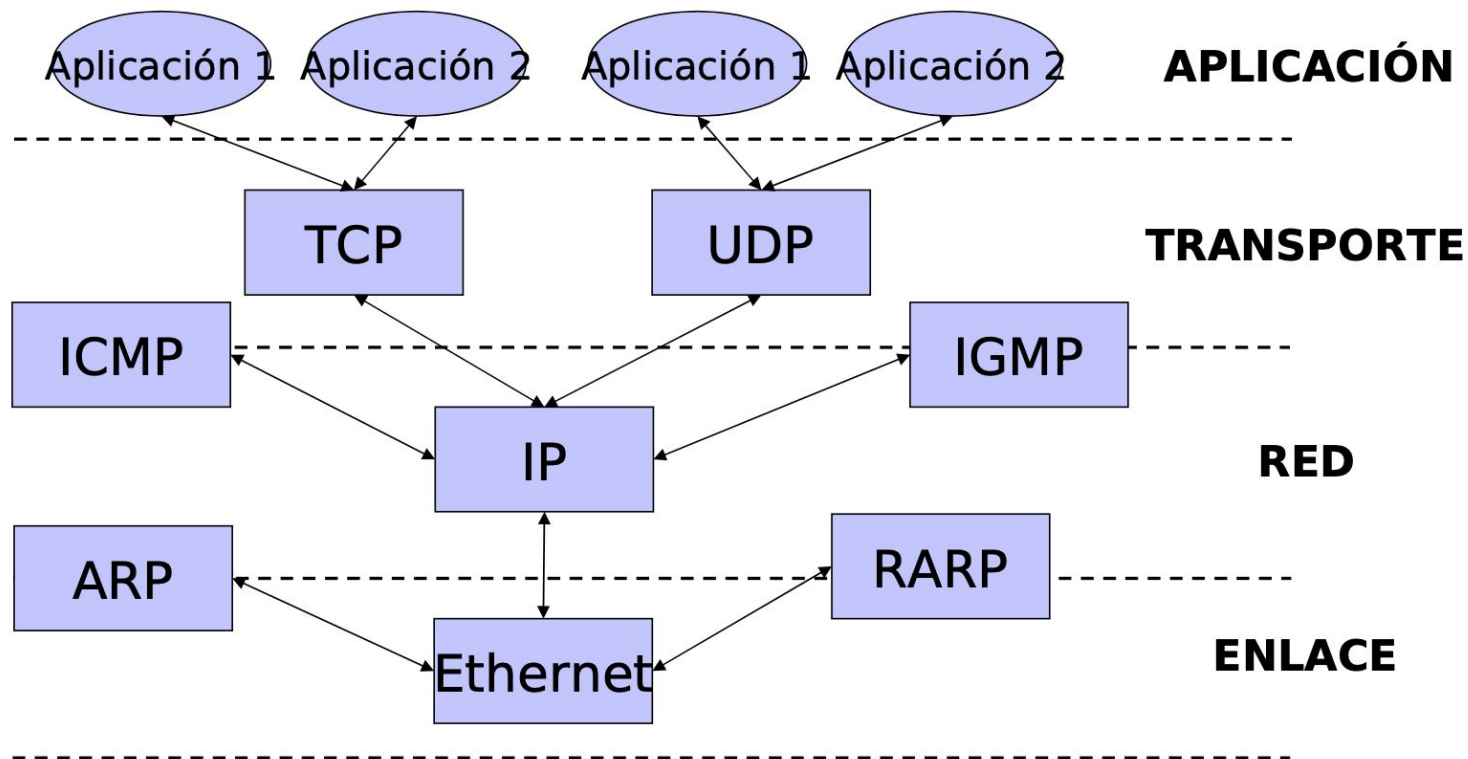 Aplicación 1
Aplicación 2
Aplicación 1
Aplicación 2
APLICACIÓN
TCP
UDP
TRANSPORTE
ICMP
IGMP
IP
RED
ARP
RARP
Ethernet
ENLACE